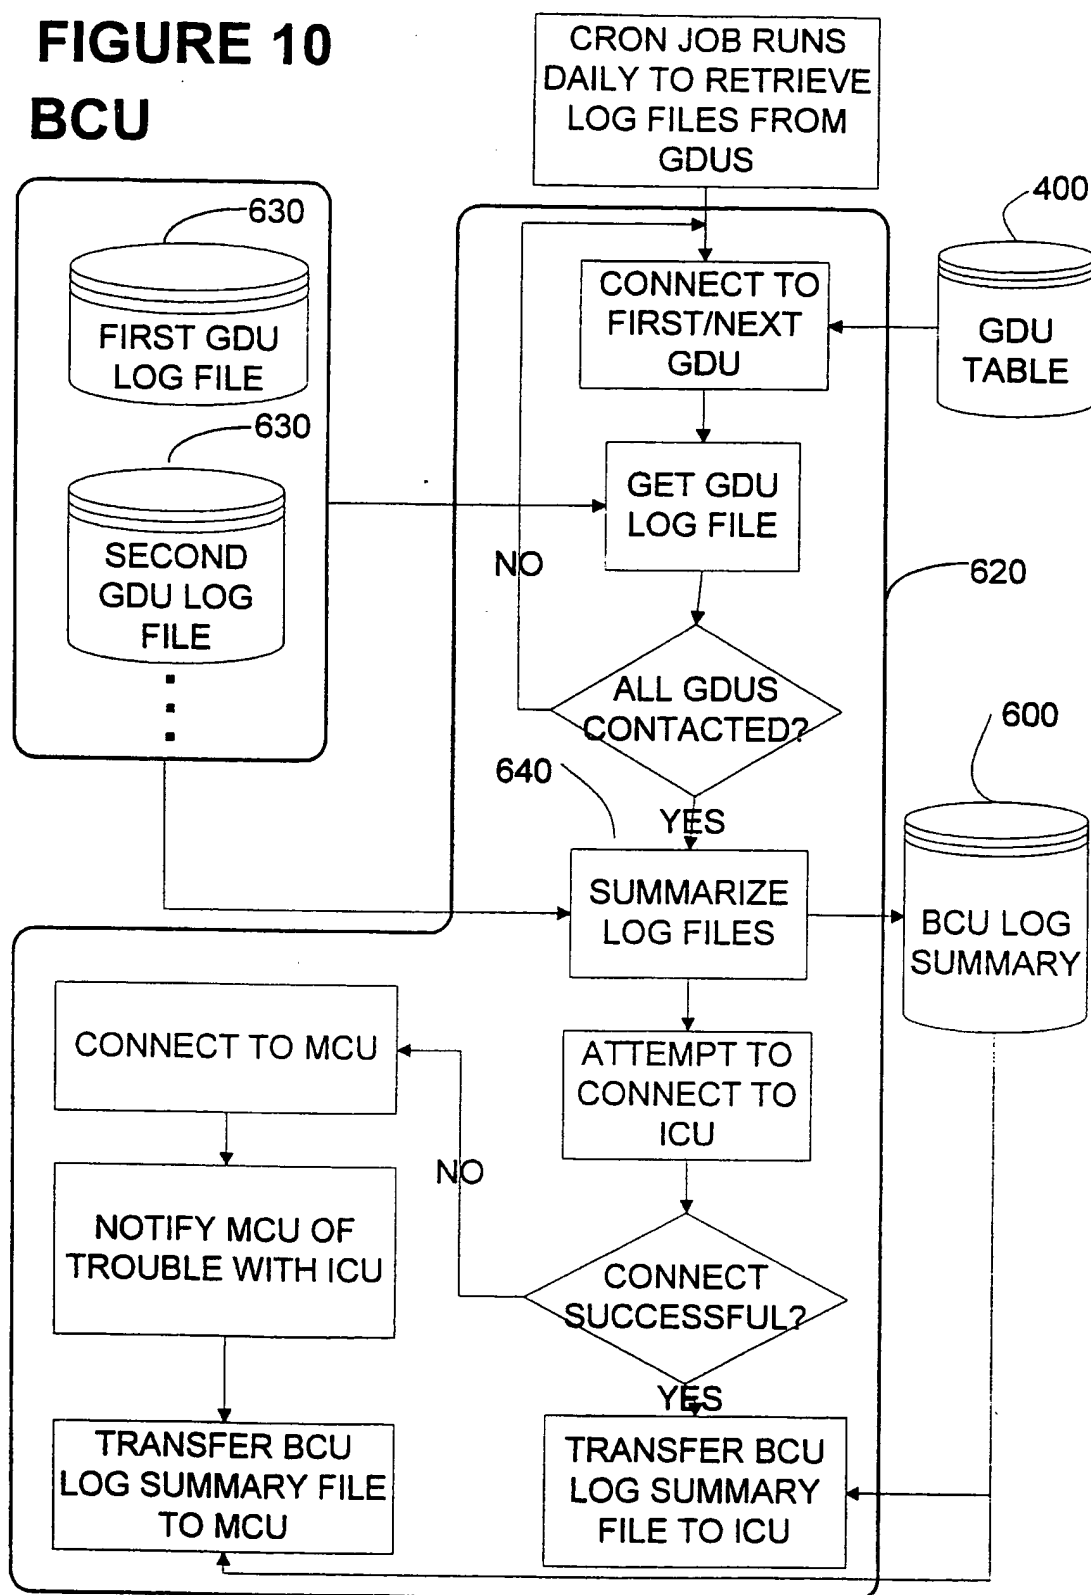 FIGURE 10
BCU
CRON JOB RUNS
DAILY TO RETRIEVE
LOG FILES FROM
GDUS
630
FIRST GDU
LOG FILE
630
SECOND
GDU LOG
FILE
400
GDU
TABLE
CONNECT TO
FIRST/NEXT
GDU
GET GDU
LOG FILE
NO
620
ALL GDUS
CONTACTED?
640
YES
600
SUMMARIZE
LOG FILES
BCU LOG
SUMMARY
CONNECT TO MCU
ATTEMPT TO
CONNECT TO
ICU
NO
NOTIFY MCU OF
TROUBLE WITH ICU
CONNECT
SUCCESSFUL?
YES
TRANSFER BCU
LOG SUMMARY FILE
TO MCU
TRANSFER BCU
LOG SUMMARY
FILE TO ICU